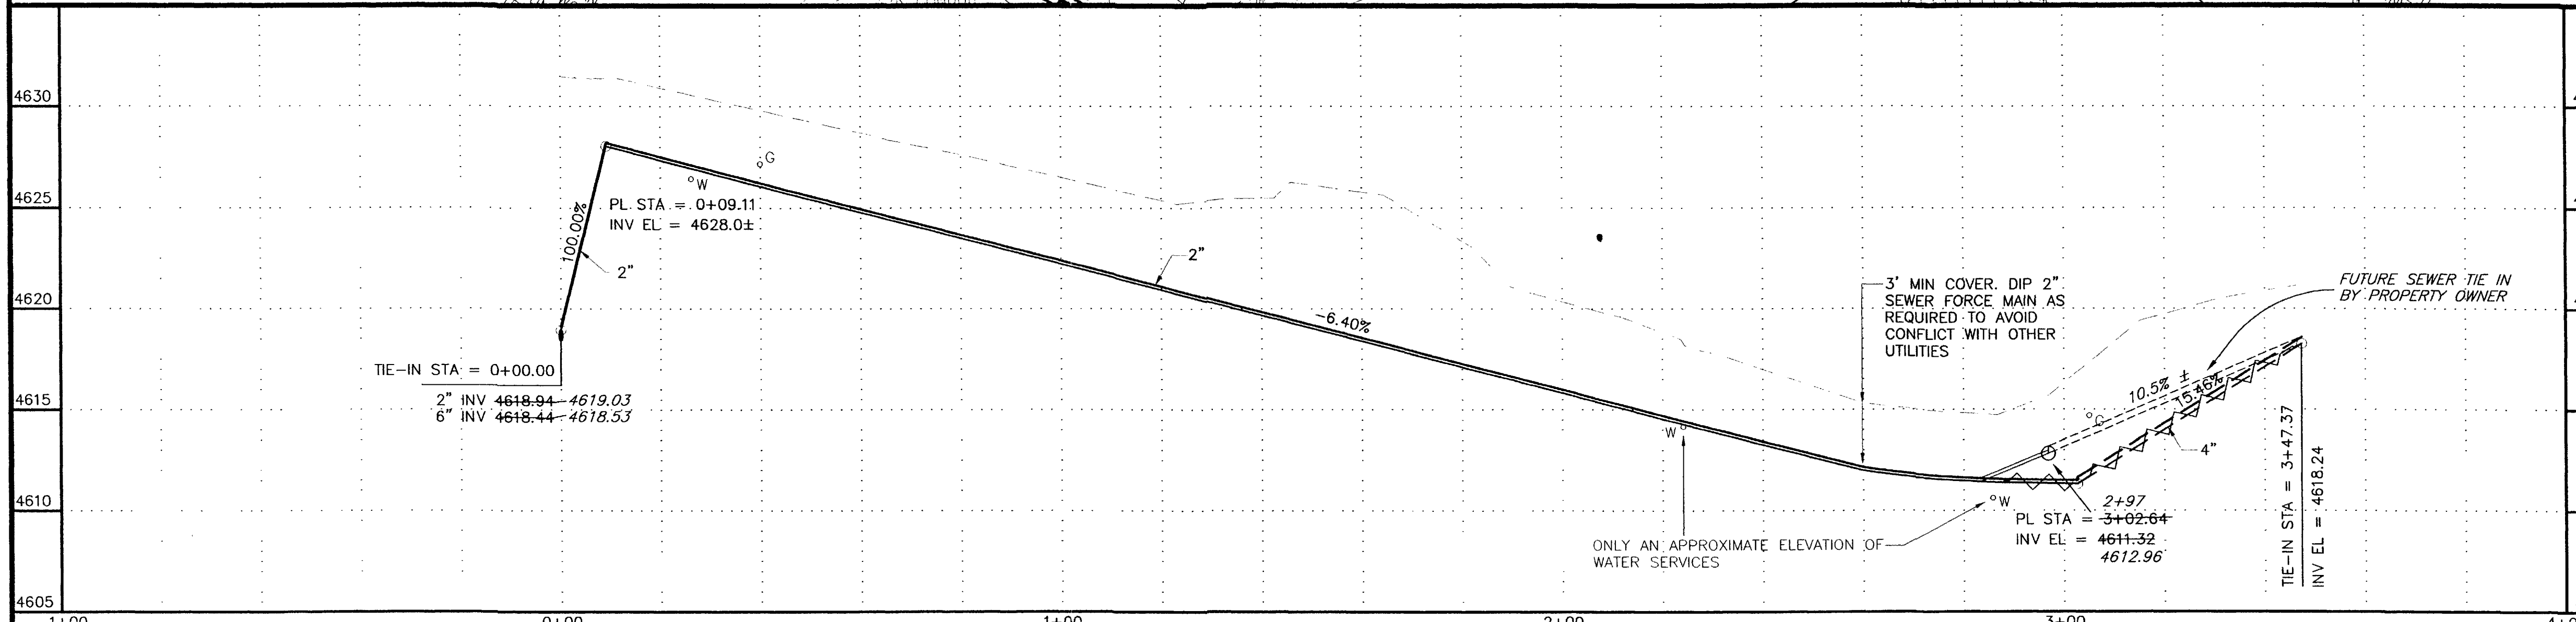 4630
4625
4620
4615
4610
4605
G
W
PL STA = 0+09.11
INV EL = 4628.0±
100.00%
2"
TIE-IN STA = 0+00.00
2" INV 4618.94 4619.03
6" INV 4618.44 4618.53
2"
-6.40%
3' MIN COVER. DIP 2"
SEWER FORCE MAIN AS
REQUIRED TO AVOID
CONFLICT WITH OTHER
UTILITIES
FUTURE SEWER TIE IN
BY PROPERTY OWNER
10.5% ±
15.46%
G
4"
W
W
ONLY AN APPROXIMATE ELEVATION OF
WATER SERVICES
2+97
PL STA = 3+02.64
INV EL = 4611.32
4612.96
TIE-IN STA = 3+47.37
INV EL = 4618.24
1+00
0+00
1+00
2+00
3+00